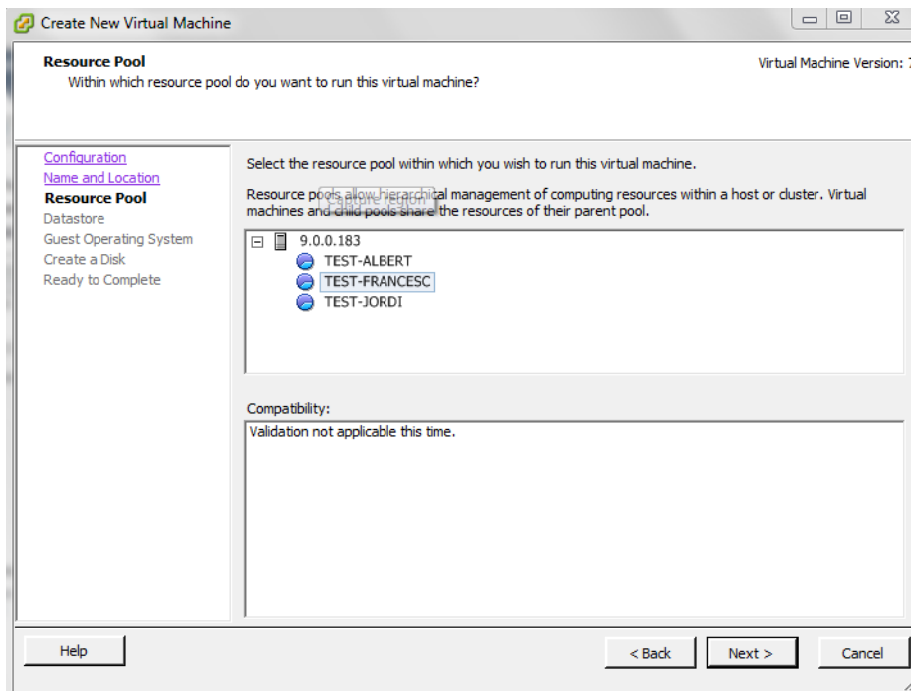 Create New Virtual Machine
Resource Pool
Within which resource pool do you want to run this virtual machine?
Virtual Machine Version: 7
Configuration
Name and Location
Resource Pool
Datastore
Guest Operating System
Create a Disk
Ready to Complete
Select the resource pool within which you wish to run this virtual machine.
Resource pools allow hierarchical management of computing resources within a host or cluster. Virtual
machines and child pools share the resources of their parent pool.
Capture region
9.0.0.183
TEST-ALBERT
TEST-FRANCESC
TEST-JORDI
Compatibility:
Validation not applicable this time.
Help
< Back
Next >
Cancel